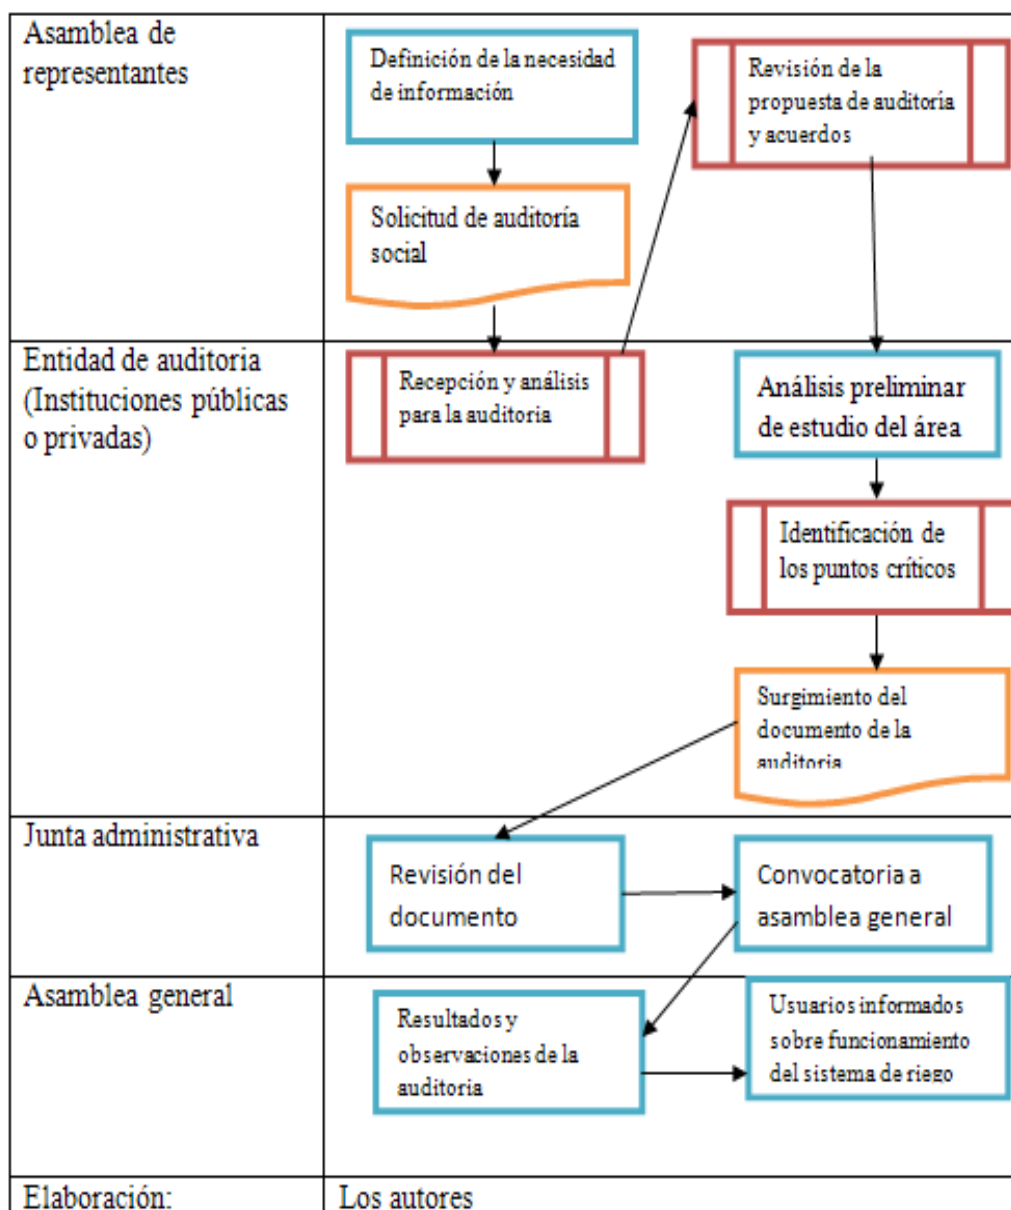 Asamblea de
representantes
Definición de la necesidad
de información
Revisión de la
propuesta de auditoría
y acuerdos
Solicitud de auditoría
social
Entidad de auditoria
(Instituciones públicas
o privadas)
Recepción y análisis
para la auditoria
Análisis preliminar
de estudio del área
Identificación de
los puntos críticos
Surgimiento del
documento de la
auditoria
Junta administrativa
Revisión del
documento
Convocatoria a
asamblea general
Asamblea general
Resultados y
observaciones de la
auditoria
Usuarios informados
sobre funcionamiento
del sistema de riego
Elaboración:
Los autores